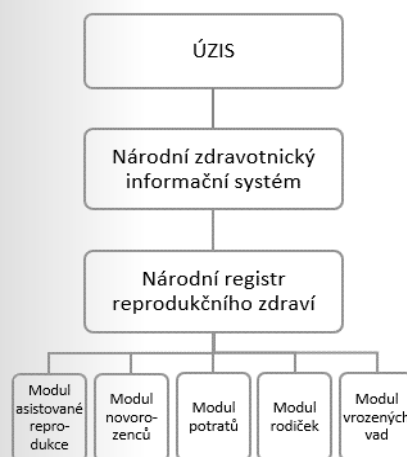 ÚZIS
Národní zdravotnický
informační systém
Národní registr
reprodukčního zdraví
Modul
asistované
repro-
dukce
Modul
novoro-
zenců
Modul
potratů
Modul
rodiček
Modul
vrozených
vad